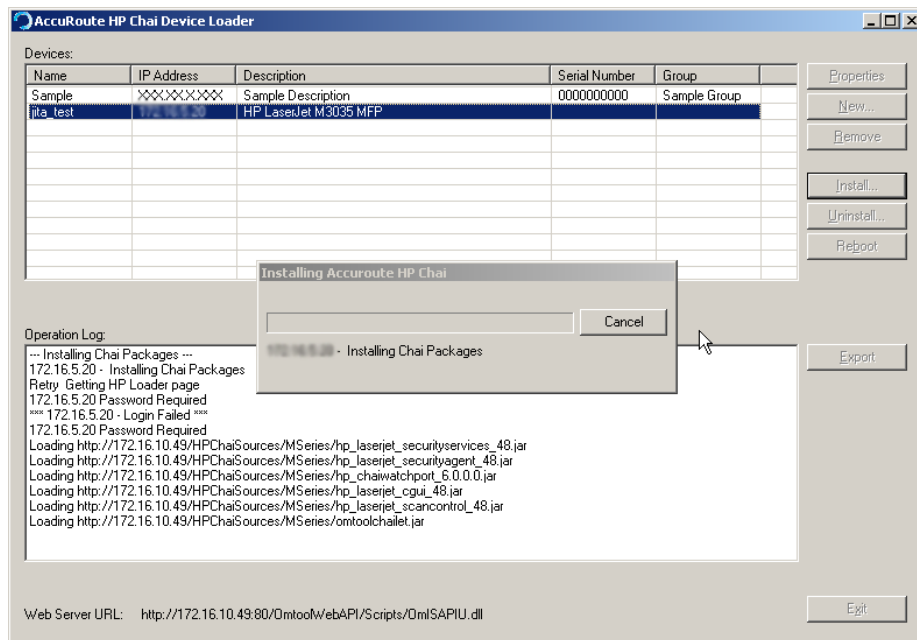 AccuRoute HP Chai Device Loader
Devices:
Name IP Address Description Serial Number Group
Sample XXX.XX.X.XXX Sample Description 0000000000 Sample Group
jita_test 172.16.5.20 HP LaserJet M3035 MFP
Properties
New...
Remove
Install...
Uninstall...
Reboot
Installing Accuroute HP Chai
Cancel
172.16.5.20 - Installing Chai Packages
Operation Log:
--- Installing Chai Packages ---
172.16.5.20 - Installing Chai Packages
Retry Getting HP Loader page
172.16.5.20 Password Required
*** 172.16.5.20 - Login Failed ***
172.16.5.20 Password Required
Loading http://172.16.10.49/HPChaiSources/MSeries/hp_laserjet_securityservices_48.jar
Loading http://172.16.10.49/HPChaiSources/MSeries/hp_laserjet_securityagent_48.jar
Loading http://172.16.10.49/HPChaiSources/MSeries/hp_chaiwatchport_6.0.0.0.jar
Loading http://172.16.10.49/HPChaiSources/MSeries/hp_laserjet_cgui_48.jar
Loading http://172.16.10.49/HPChaiSources/MSeries/hp_laserjet_scancontrol_48.jar
Loading http://172.16.10.49/HPChaiSources/MSeries/omtoolchailet.jar
Export
Web Server URL: http://172.16.10.49:80/OmtoolWebAPI/Scripts/OmISAPIU.dll
Exit